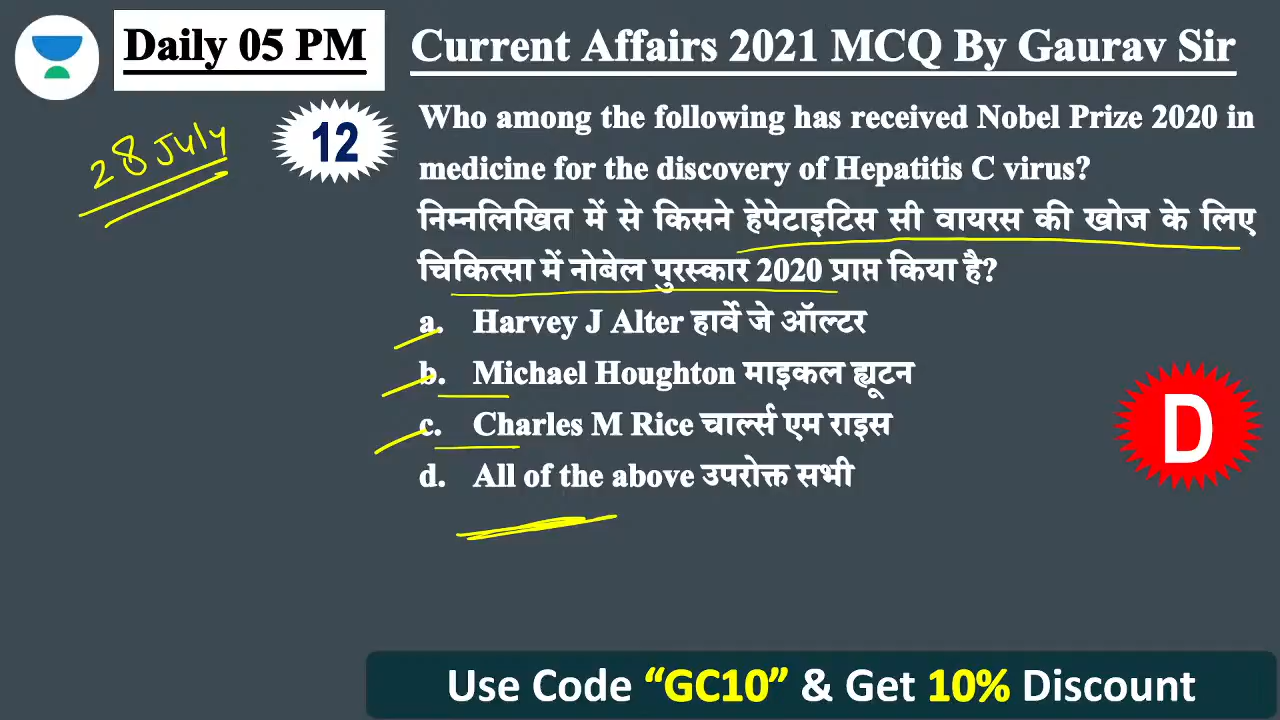 Daily 05 PM
Current Affairs 2021 MCQ By Gaurav Sir
28 July
12
Who among the following has received Nobel Prize 2020 in
medicine for the discovery of Hepatitis C virus?
निम्नलिखित में से किसने हेपेटाइटिस सी वायरस की खोज के लिए
चिकित्सा में नोबेल पुरस्कार 2020 प्राप्त किया है?
a. Harvey J Alter हार्वे जे ऑल्टर
b. Michael Houghton माइकल ह्यूटन
c. Charles M Rice चार्ल्स एम राइस
d. All of the above उपरोक्त सभी
D
Use Code “GC10” & Get 10% Discount